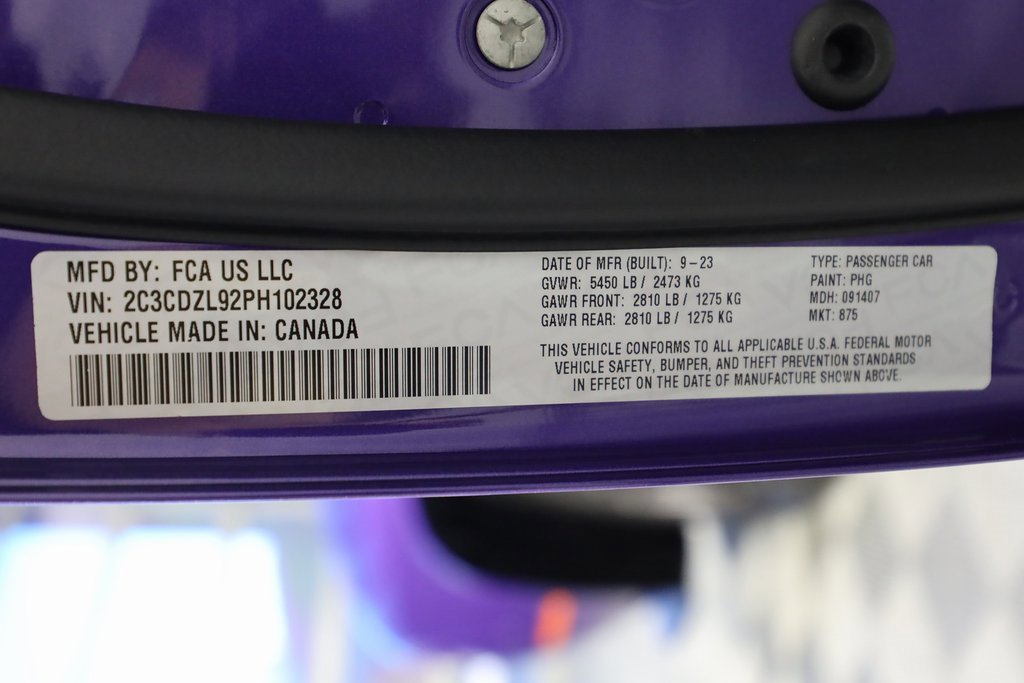 MFD BY: FCA US LLC
VIN: 2C3CDZL92PH102328
VEHICLE MADE IN: CANADA
DATE OF MFR (BUILT): 9-23
GVWR: 5450 LB / 2473 KG
GAWR FRONT: 2810 LB / 1275 KG
GAWR REAR: 2810 LB / 1275 KG
TYPE: PASSENGER CAR
PAINT: PHG
MDH: 091407
MKT: 875
THIS VEHICLE CONFORMS TO ALL APPLICABLE U.S.A. FEDERAL MOTOR
VEHICLE SAFETY, BUMPER, AND THEFT PREVENTION STANDARDS
IN EFFECT ON THE DATE OF MANUFACTURE SHOWN ABOVE.